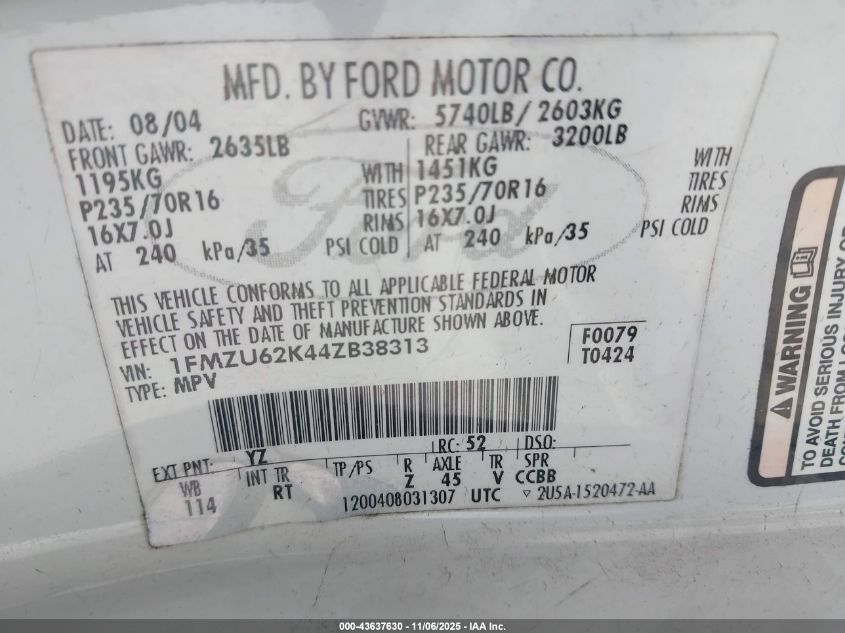 MFD. BY FORD MOTOR CO.
DATE: 08/04 GVWR: 5740LB/ 2603KG
FRONT GAWR: 2635LB REAR GAWR: 3200LB
1195KG WITH 1451KG WITH
P235/70R16 TIRES P235/70R16 TIRES
16X7.0J RIMS 16X7.0J RIMS
AT 240 kPa/35 PSI COLD AT 240 kPa/35 PSI COLD
THIS VEHICLE CONFORMS TO ALL APPLICABLE FEDERAL MOTOR
VEHICLE SAFETY AND THEFT PREVENTION STANDARDS IN
EFFECT ON THE DATE OF MANUFACTURE SHOWN ABOVE.
VIN: 1FMZU62K44ZB38313 F0079
TYPE: MPV T0424
RC: 52 DSO:
EXT PNT: YZ
WB INT TR TP/PS R AXLE TR SPR
114 RT Z 45 V CCBB
1200408031307 UTC ▽ 2U5A-1520472-AA
Ford
⚠ WARNING
TO AVOID SERIOUS INJURY OR
DEATH FROM
000-43637630 - 11/06/2025 - IAA Inc.